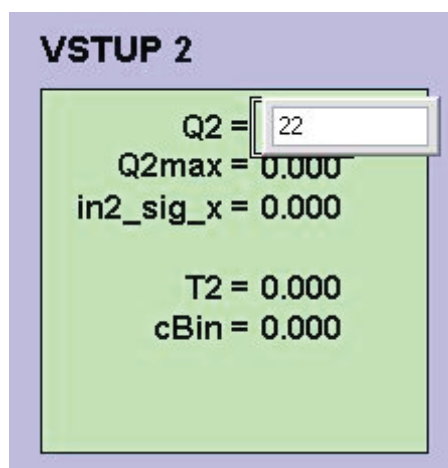 VSTUP 2
Q2 = 22
Q2max = 0.000
in2_sig_x = 0.000
T2 = 0.000
cBin = 0.000